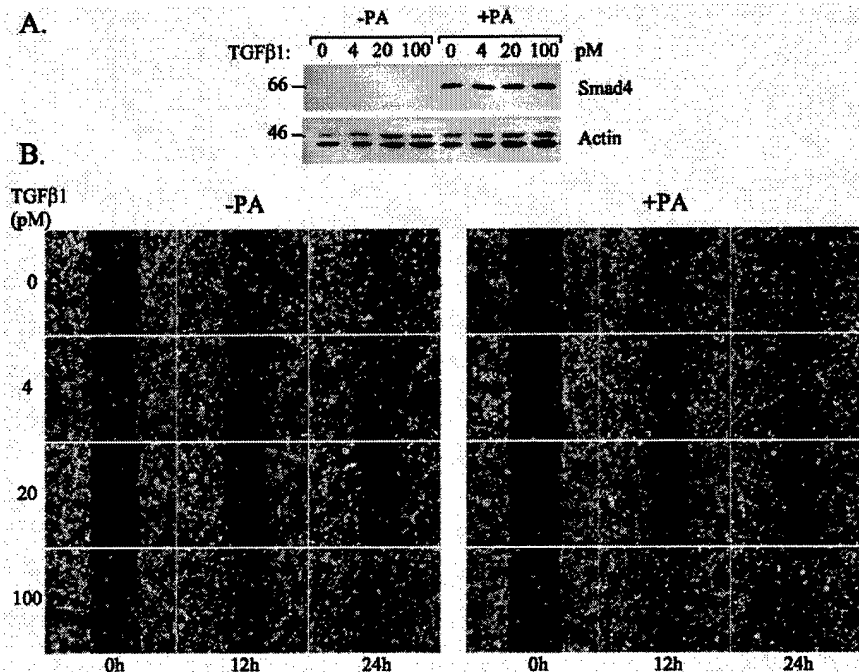 A.
-PA +PA
TGFβ1: 0 4 20 100 0 4 20 100 pM
66 Smad4
46 Actin
B.
TGFβ1
(pM)
-PA +PA
0
4
20
100
0h 12h 24h 0h 12h 24h